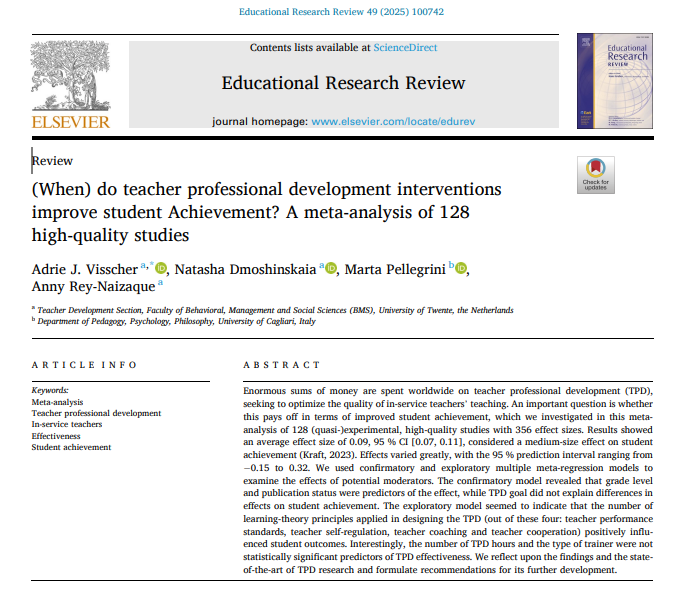 Educational Research Review 49 (2025) 100742
Contents lists available at ScienceDirect
Educational Research Review
journal homepage: www.elsevier.com/locate/edurev
ELSEVIER
Educational
Research
REVIEW
Review
Check for
updates
(When) do teacher professional development interventions
improve student Achievement? A meta-analysis of 128
high-quality studies
Adrie J. Visscher a,*, Natasha Dmoshinskaia a, Marta Pellegrini b,
Anny Rey-Naizaque a
a Teacher Development Section, Faculty of Behavioral, Management and Social Sciences (BMS), University of Twente, the Netherlands
b Department of Pedagogy, Psychology, Philosophy, University of Cagliari, Italy
ARTICLE INFO
Keywords:
Meta-analysis
Teacher professional development
In-service teachers
Effectiveness
Student achievement
ABSTRACT
Enormous sums of money are spent worldwide on teacher professional development (TPD),
seeking to optimize the quality of in-service teachers' teaching. An important question is whether
this pays off in terms of improved student achievement, which we investigated in this meta-
analysis of 128 (quasi-)experimental, high-quality studies with 356 effect sizes. Results showed
an average effect size of 0.09, 95 % CI [0.07, 0.11], considered a medium-size effect on student
achievement (Kraft, 2023). Effects varied greatly, with the 95 % prediction interval ranging from
−0.15 to 0.32. We used confirmatory and exploratory multiple meta-regression models to
examine the effects of potential moderators. The confirmatory model revealed that grade level
and publication status were predictors of the effect, while TPD goal did not explain differences in
effects on student achievement. The exploratory model seemed to indicate that the number of
learning-theory principles applied in designing the TPD (out of these four: teacher performance
standards, teacher self-regulation, teacher coaching and teacher cooperation) positively influ-
enced student outcomes. Interestingly, the number of TPD hours and the type of trainer were not
statistically significant predictors of TPD effectiveness. We reflect upon the findings and the state-
of-the-art of TPD research and formulate recommendations for its further development.